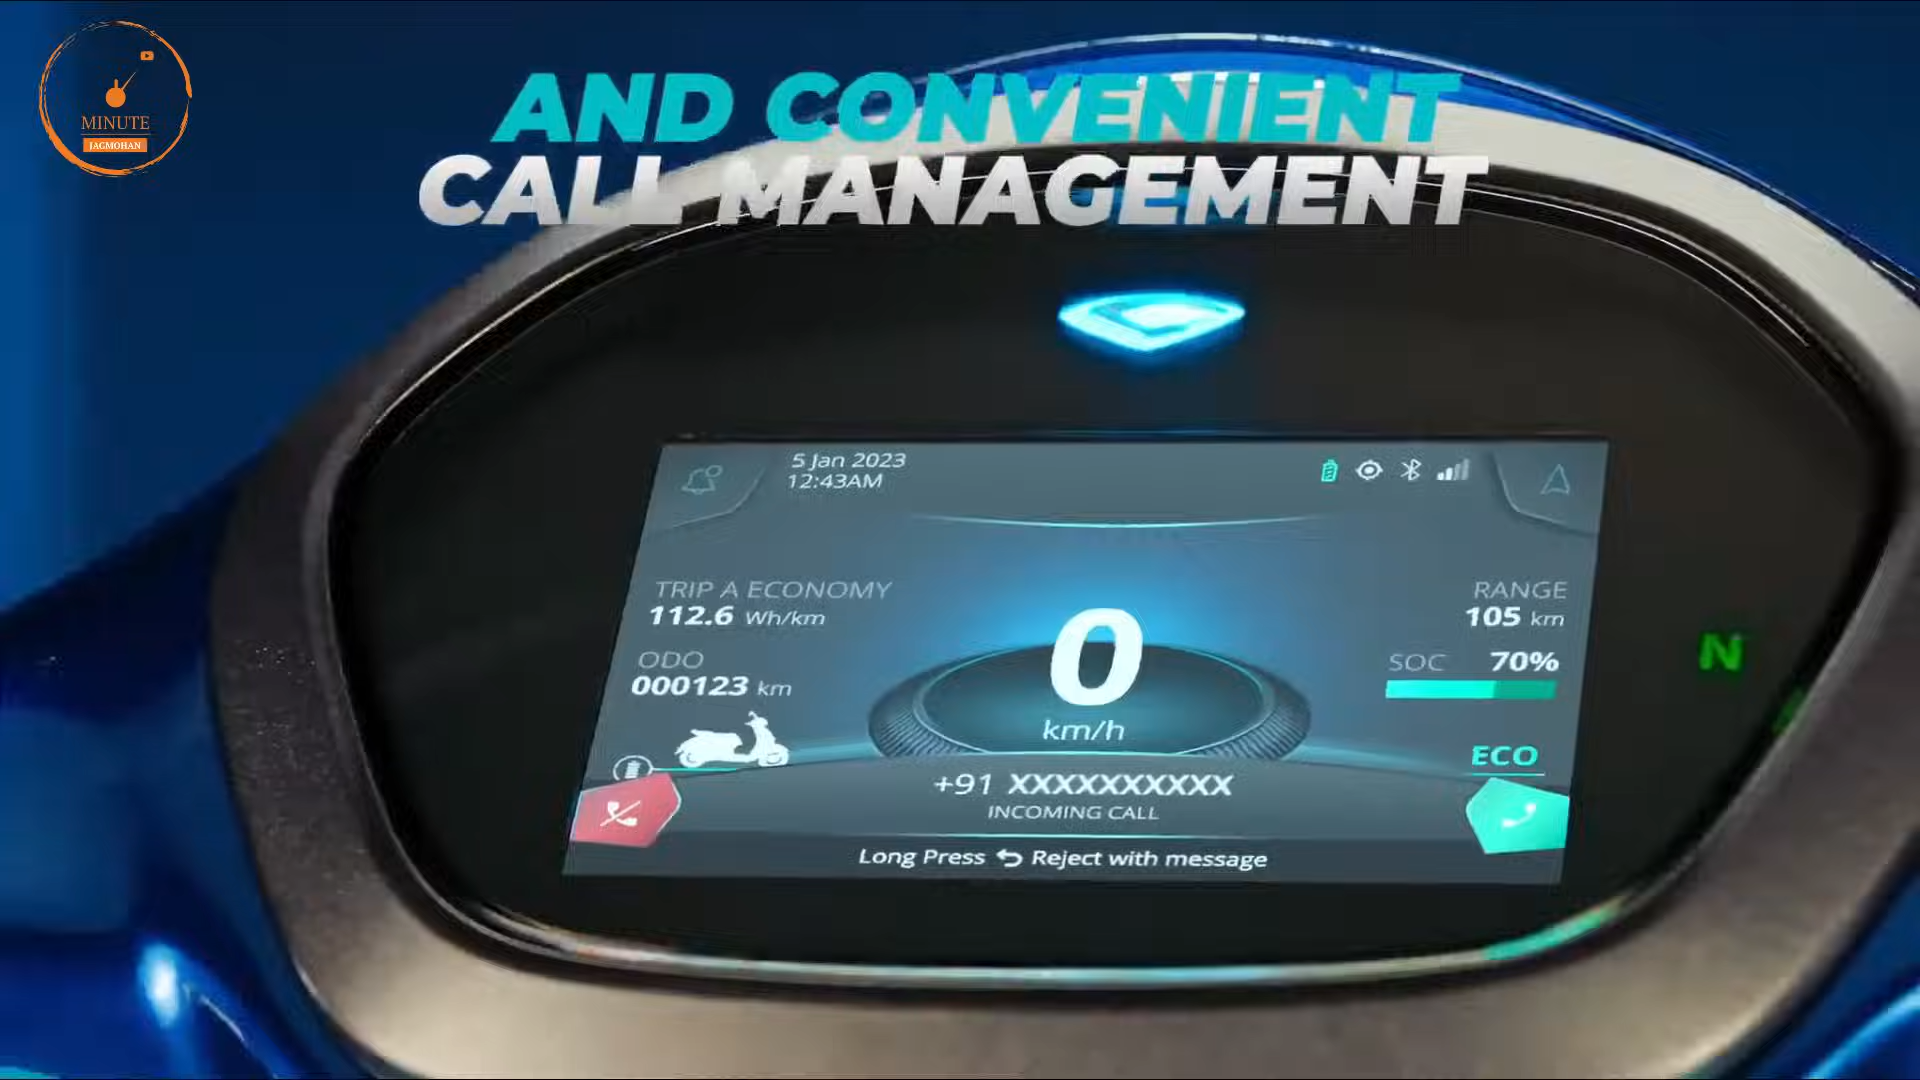 MINUTE
JAGMOHAN
AND CONVENIENT
CALL MANAGEMENT
5 Jan 2023
12:43AM
TRIP A ECONOMY
112.6 Wh/km
ODO
000123 km
0
km/h
RANGE
105 km
SOC 70%
N
ECO
+91 XXXXXXXXXX
INCOMING CALL
Long Press Reject with message